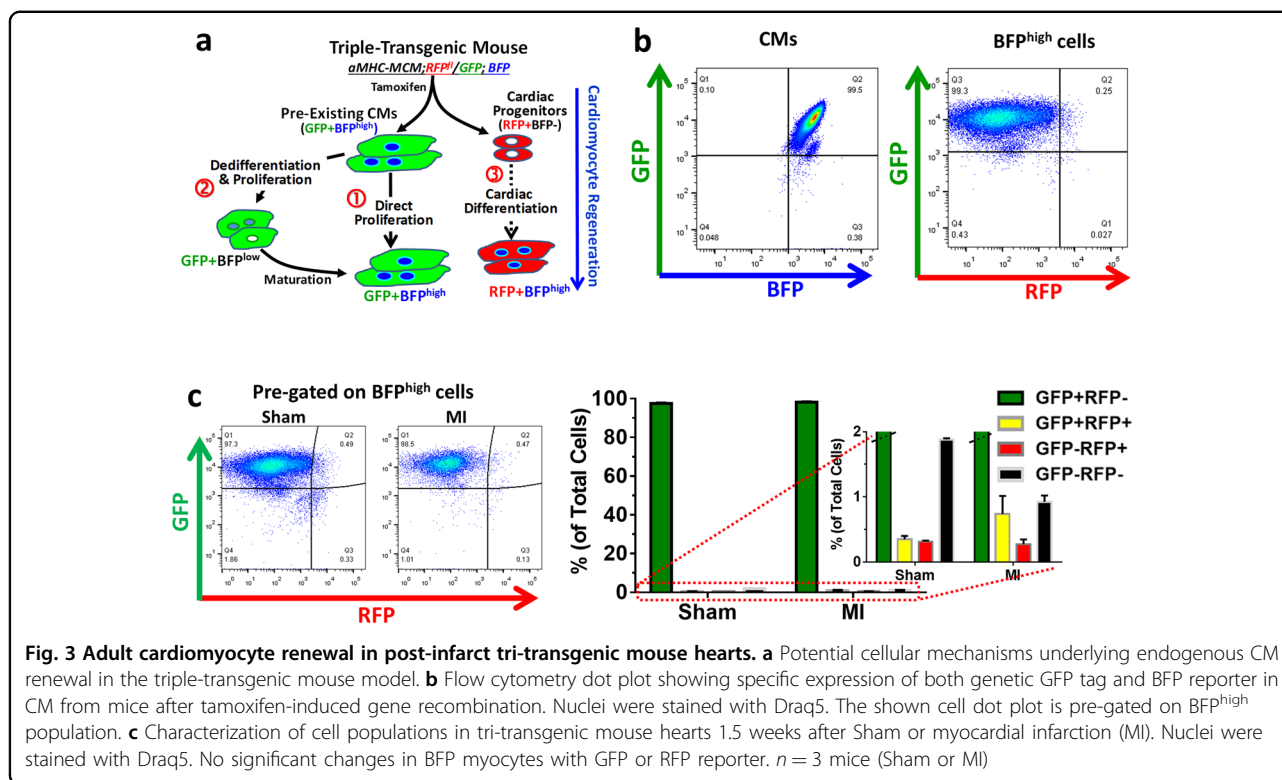 a
Triple-Transgenic Mouse
αMHC-MCM;RFPfl/GFP; BFP
Tamoxifen
Pre-Existing CMs
(GFP+BFPhigh)
Cardiac
Progenitors
(RFP+BFP-)
Dedifferentiation
& Proliferation
②
①
③
Direct
Proliferation
Cardiac
Differentiation
GFP+BFPlow
Maturation
GFP+BFPhigh
RFP+BFPhigh
Cardiomyocyte Regeneration
b
CMs
BFPhigh cells
Q1
0.10
Q2
99.5
Q4
0.048
Q3
0.38
GFP
BFP
Q3
99.3
Q2
0.25
Q4
0.43
Q1
0.027
GFP
RFP
c
Pre-gated on BFPhigh cells
Sham
MI
Q1
97.3
Q2
0.49
Q4
1.86
Q3
0.33
Q1
98.5
Q2
0.47
Q4
1.01
Q3
0.13
GFP
RFP
% (of Total Cells)
100
80
60
40
20
0
Sham
MI
% (of Total Cells)
2
1
0
Sham
MI
GFP+RFP-
GFP+RFP+
GFP-RFP+
GFP-RFP-
Fig. 3 Adult cardiomyocyte renewal in post-infarct tri-transgenic mouse hearts. a Potential cellular mechanisms underlying endogenous CM
renewal in the triple-transgenic mouse model. b Flow cytometry dot plot showing specific expression of both genetic GFP tag and BFP reporter in
CM from mice after tamoxifen-induced gene recombination. Nuclei were stained with Draq5. The shown cell dot plot is pre-gated on BFPhigh
population. c Characterization of cell populations in tri-transgenic mouse hearts 1.5 weeks after Sham or myocardial infarction (MI). Nuclei were
stained with Draq5. No significant changes in BFP myocytes with GFP or RFP reporter. n = 3 mice (Sham or MI)